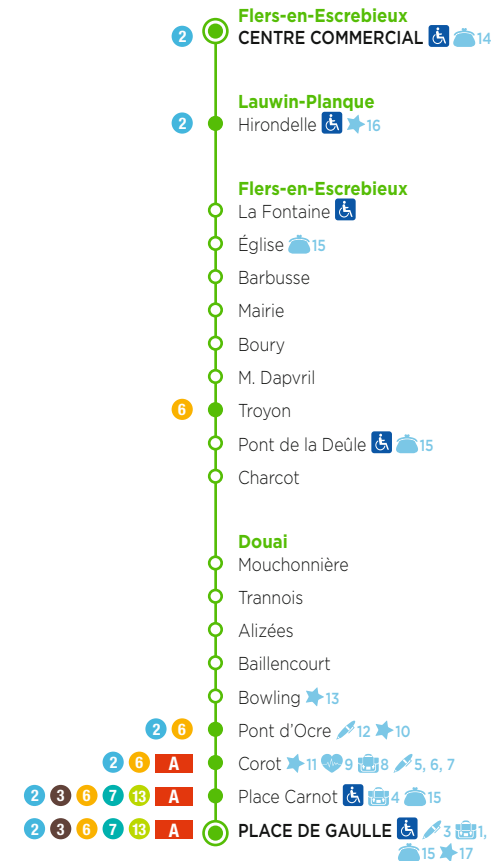 Flers-en-Escrebieux
2 CENTRE COMMERCIAL 14
Lauwin-Planque
2 Hirondelle 16
Flers-en-Escrebieux
La Fontaine
Église 15
Barbusse
Mairie
Boury
M. Dapvril
6 Troyon
Pont de la Deûle 15
Charcot
Douai
Mouchonnière
Trannois
Alizées
Baillencourt
Bowling 13
2 6 Pont d'Ocre 12 10
2 6 A Corot 11 9 8 5, 6, 7
2 3 6 7 13 A Place Carnot 4 15
2 3 6 7 13 A PLACE DE GAULLE 3 1,
15 17